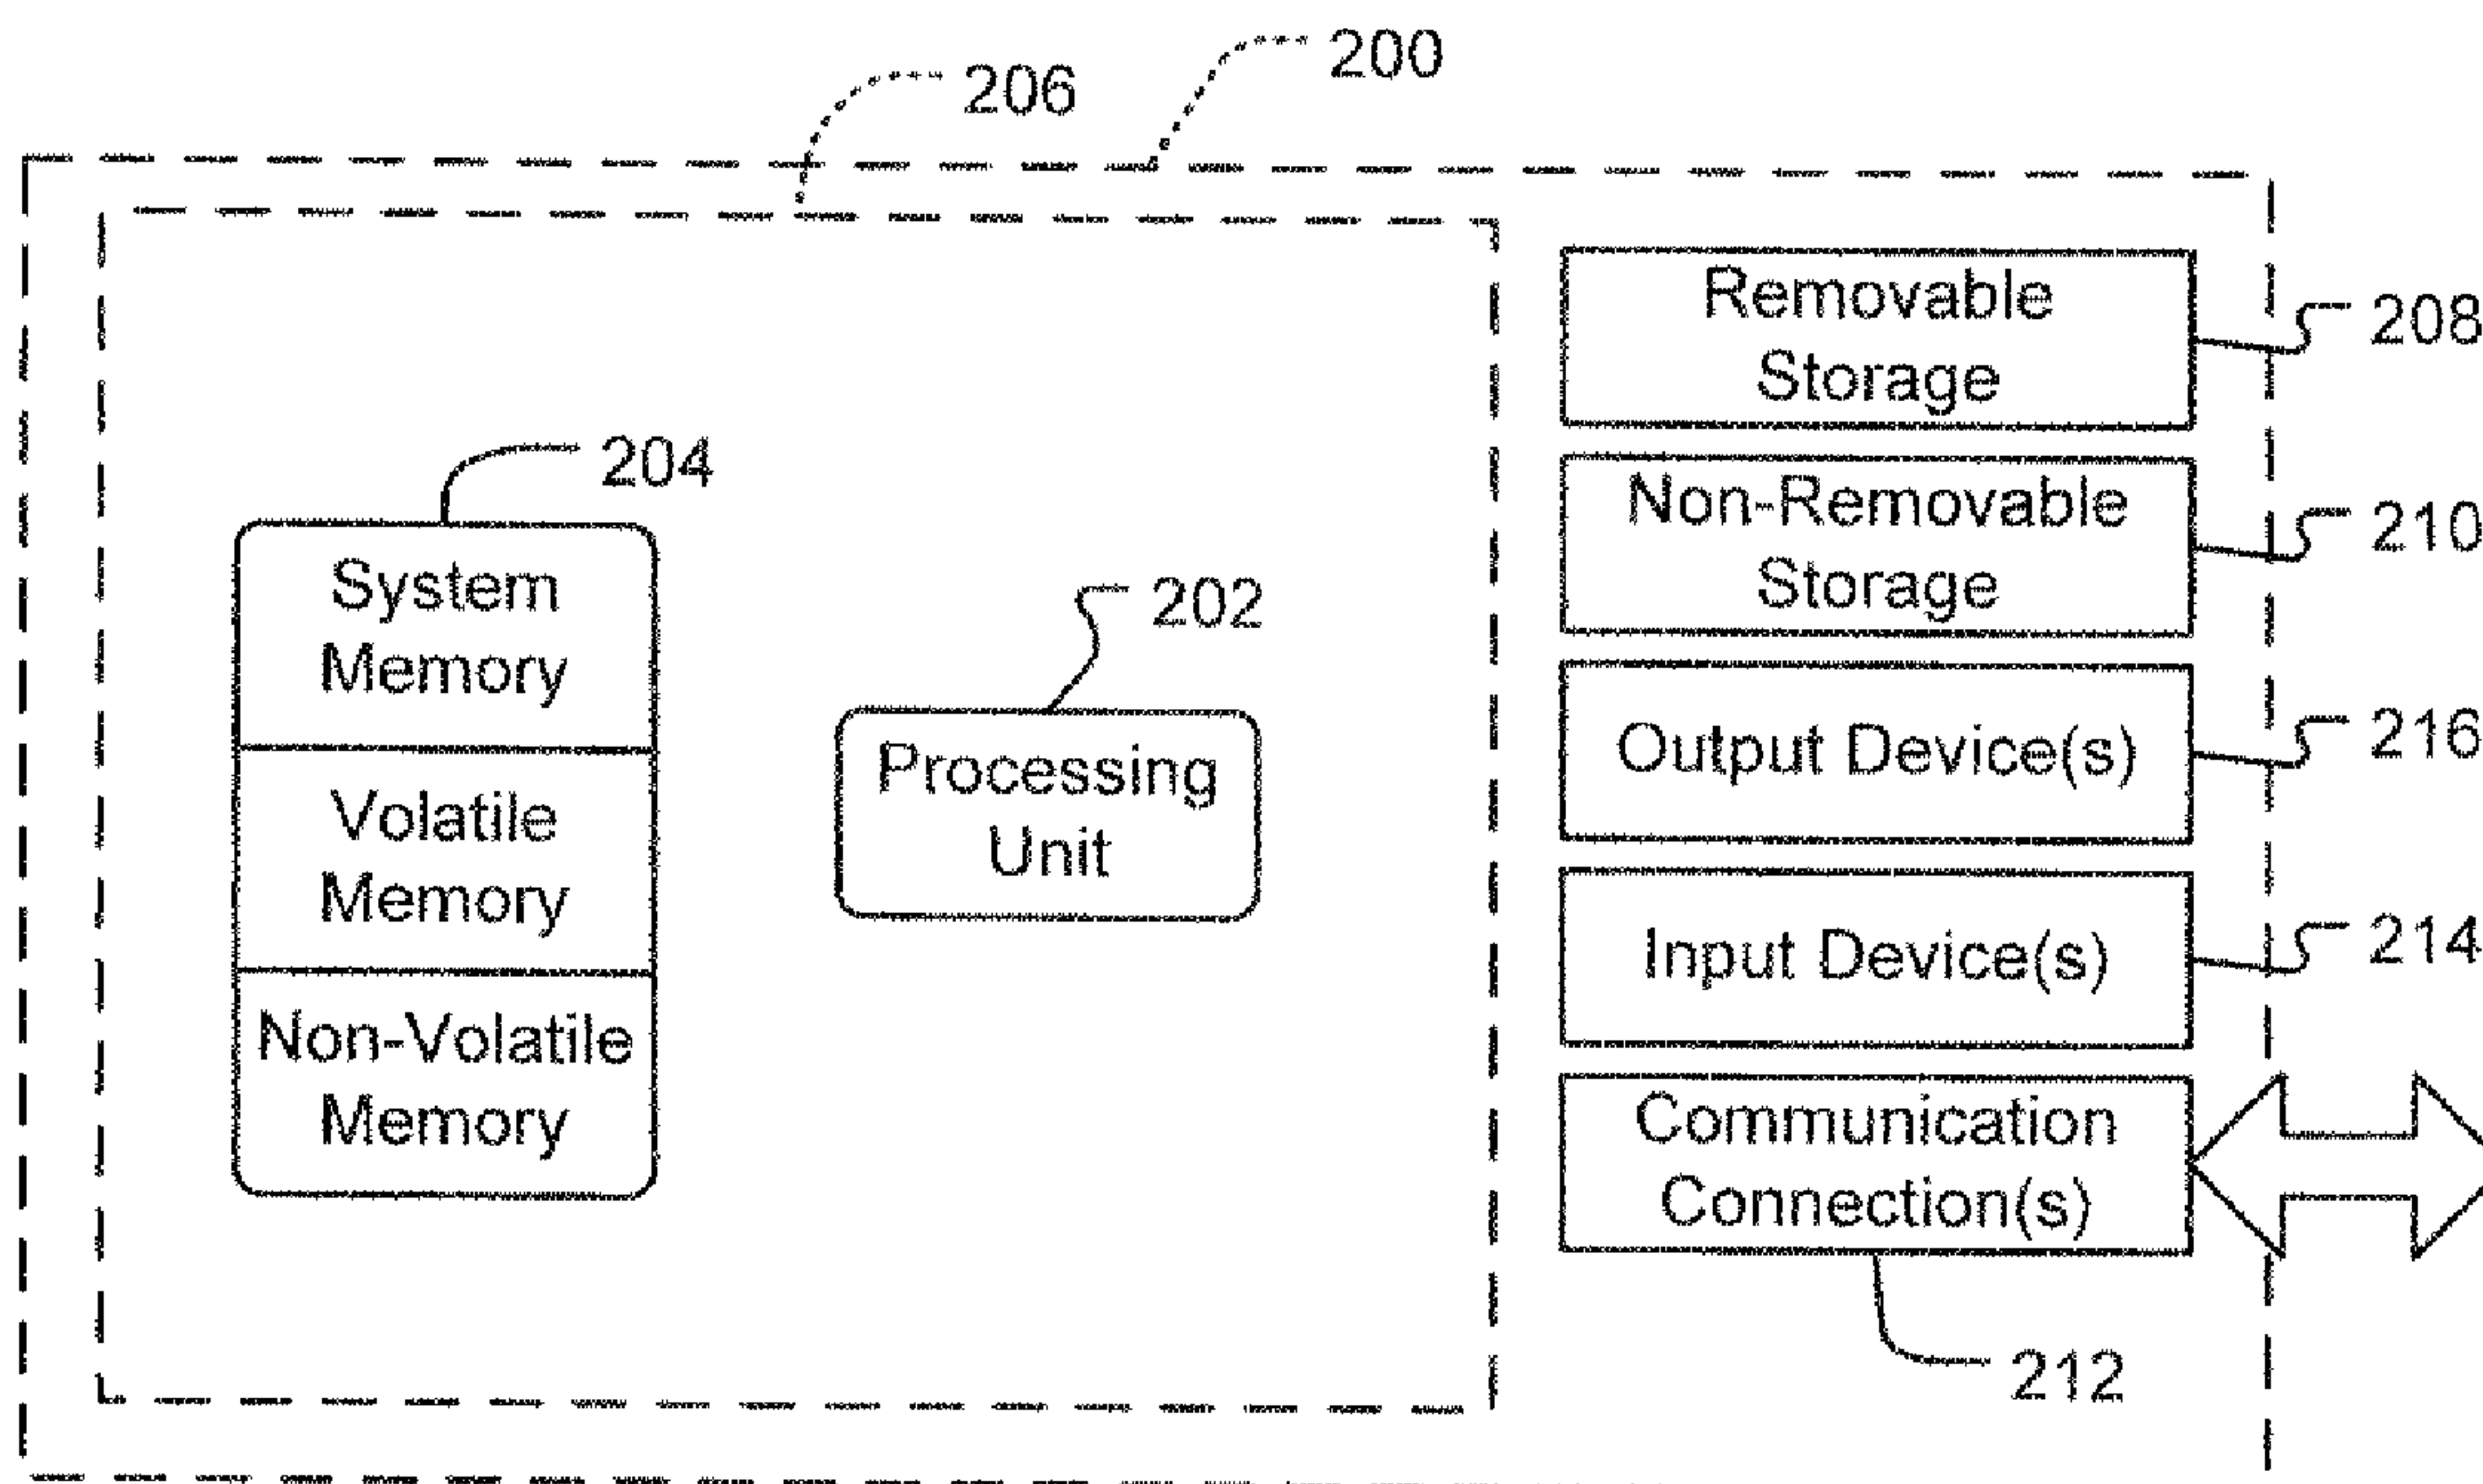 200
206
204
System
Memory
Volatile
Memory
Non-Volatile
Memory
202
Processing
Unit
Removable
Storage
208
Non-Removable
Storage
210
Output Device(s)
216
Input Device(s)
214
Communication
Connection(s)
212